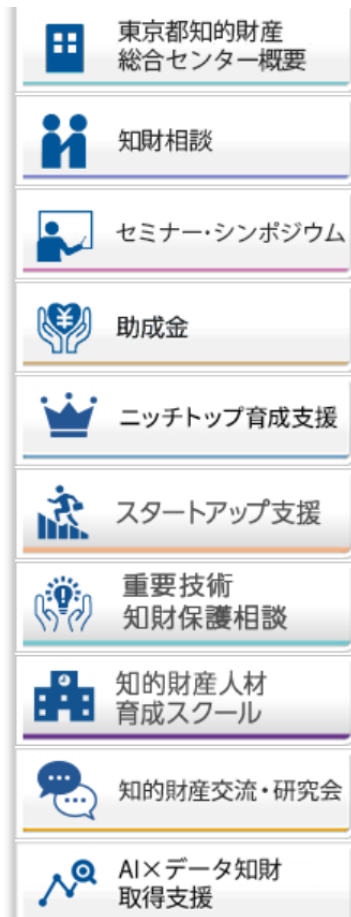 東京都知的財産
総合センター概要
知財相談
セミナー・シンポジウム
¥
助成金
ニッチトップ育成支援
スタートアップ支援
重要技術
知財保護相談
知的財産人材
育成スクール
知的財産交流・研究会
AI×データ知財
取得支援